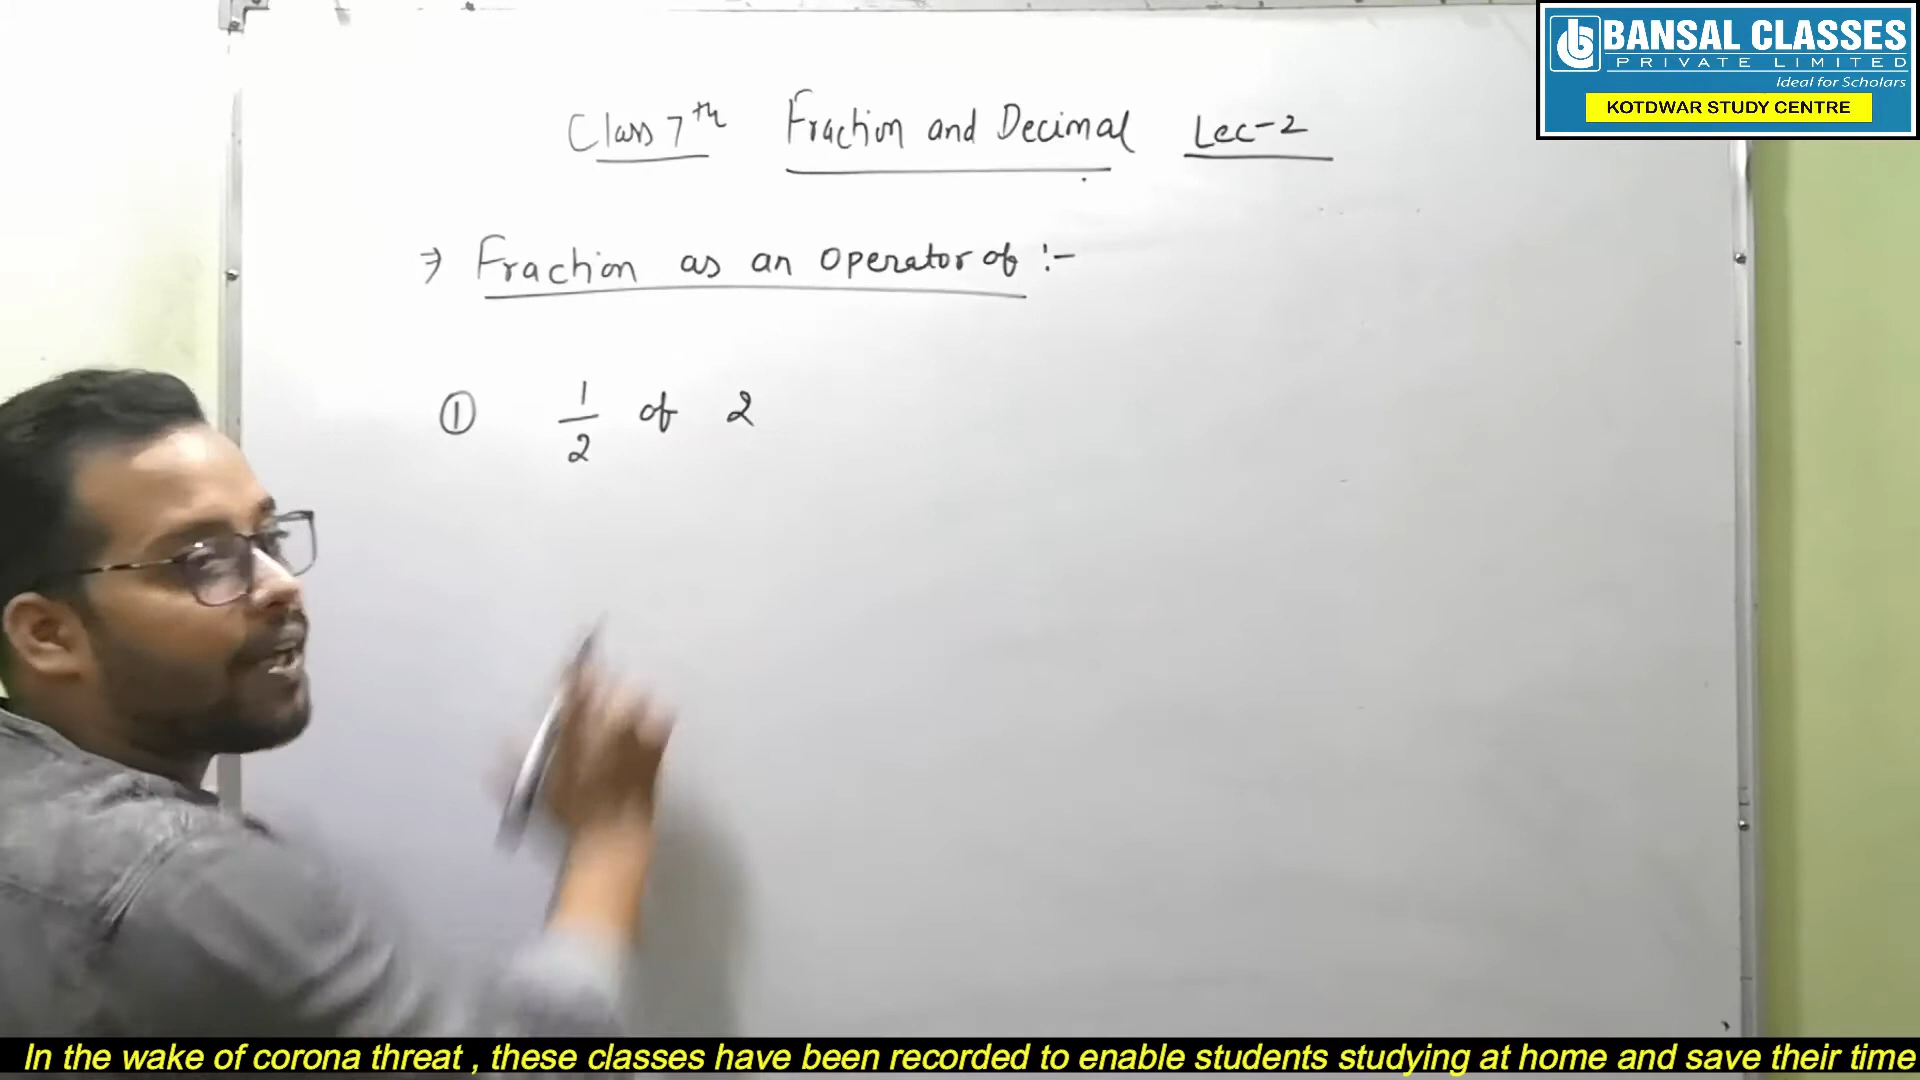 BANSAL CLASSES
PRIVATE LIMITED
Ideal for Scholars
KOTDWAR STUDY CENTRE
Class 7th Fraction and Decimal Lec-2
⇒ Fraction as an operator of :-
① 1/2 of 2
In the wake of corona threat , these classes have been recorded to enable students studying at home and save their time